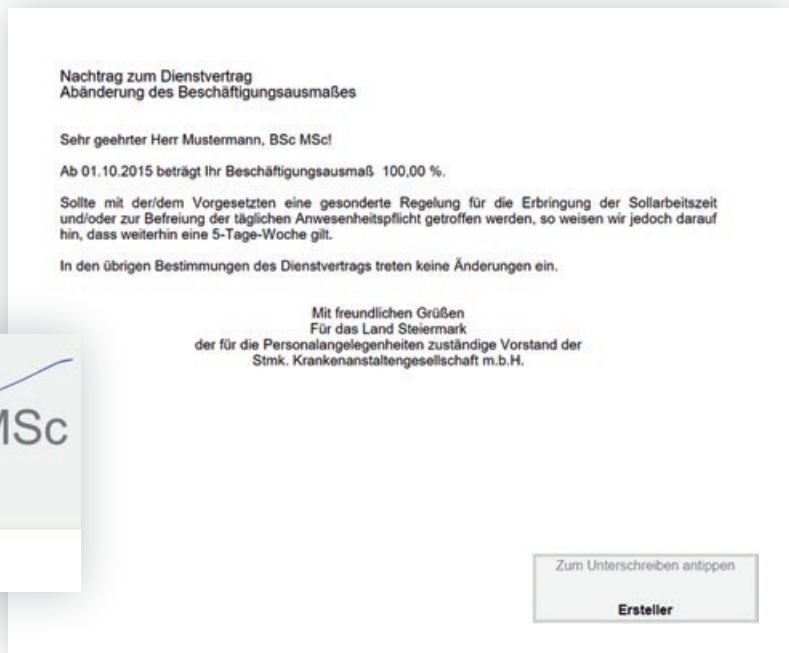 Nachtrag zum Dienstvertrag
Abänderung des Beschäftigungsausmaßes
Sehr geehrter Herr Mustermann, BSc MSc!
Ab 01.10.2015 beträgt Ihr Beschäftigungsausmaß 100,00 %.
Sollte mit der/dem Vorgesetzten eine gesonderte Regelung für die Erbringung der Sollarbeitszeit
und/oder zur Befreiung der täglichen Anwesenheitspflicht getroffen werden, so weisen wir jedoch darauf
hin, dass weiterhin eine 5-Tage-Woche gilt.
In den übrigen Bestimmungen des Dienstvertrags treten keine Änderungen ein.
Mit freundlichen Grüßen
Für das Land Steiermark
der für die Personalangelegenheiten zuständige Vorstand der
Stmk. Krankenanstaltengesellschaft m.b.H.
MSc
Zum Unterschreiben antippen
Ersteller